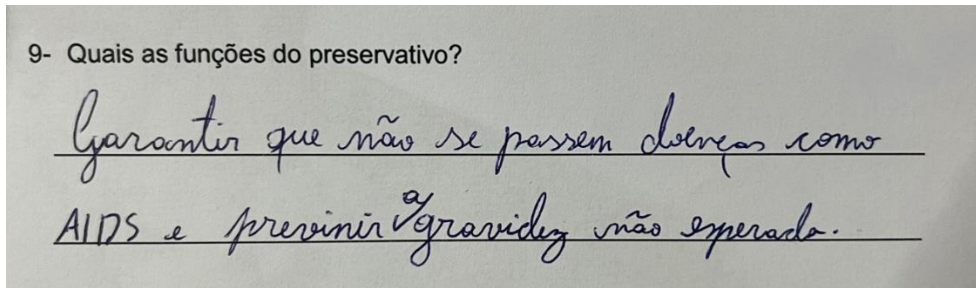 9- Quais as funções do preservativo?
Garantir que não se passem doenças como
AIDS e previnir a gravidez não esperada.